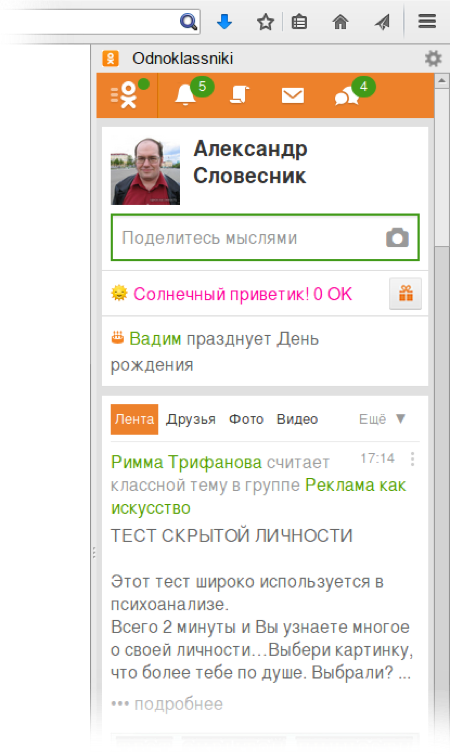 Odnoklassniki
5
4
Александр
Словесник
Поделитесь мыслями
Солнечный приветик! 0 ОК
Вадим празднует День
рождения
Лента Друзья Фото Видео Ещё ▼
Римма Трифанова считает 17:14
классной тему в группе Реклама как
искусство
ТЕСТ СКРЫТОЙ ЛИЧНОСТИ
Этот тест широко используется в
психоанализе.
Всего 2 минуты и Вы узнаете многое
о своей личности…Выбери картинку,
что более тебе по душе. Выбрали? ...
••• подробнее